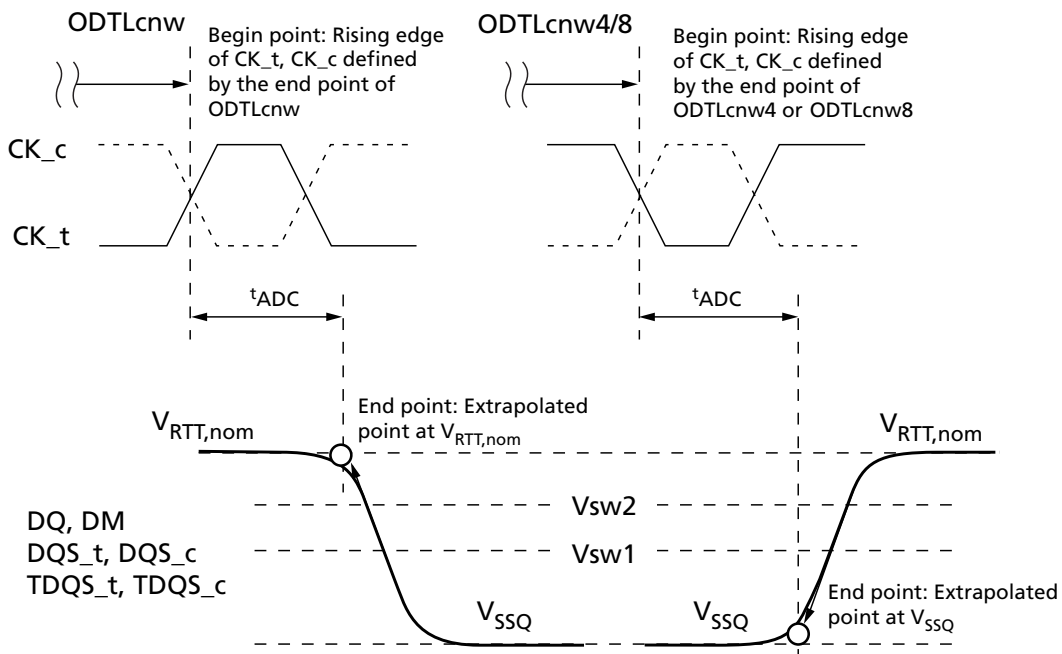 ODTLcnw
Begin point: Rising edge
of CK_t, CK_c defined
by the end point of
ODTLcnw
ODTLcnw4/8
Begin point: Rising edge
of CK_t, CK_c defined
by the end point of
ODTLcnw4 or ODTLcnw8
CK_c
CK_t
tADC
tADC
End point: Extrapolated
point at VRTT,nom
VRTT,nom
VRTT,nom
Vsw2
DQ, DM
DQS_t, DQS_c
TDQS_t, TDQS_c
Vsw1
VSSQ
VSSQ
End point: Extrapolated
point at VSSQ